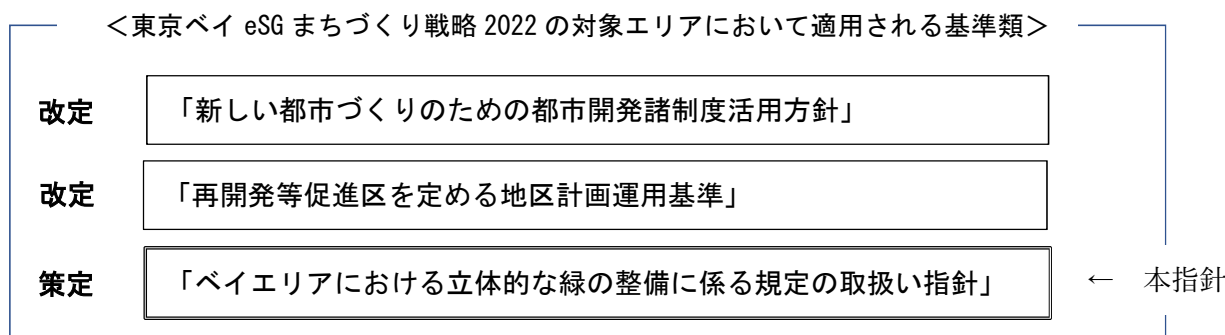 ＜東京ベイ eSG まちづくり戦略 2022 の対象エリアにおいて適用される基準類＞
改定 「新しい都市づくりのための都市開発諸制度活用方針」
改定 「再開発等促進区を定める地区計画運用基準」
策定 「ベイエリアにおける立体的な緑の整備に係る規定の取扱い指針」 ← 本指針